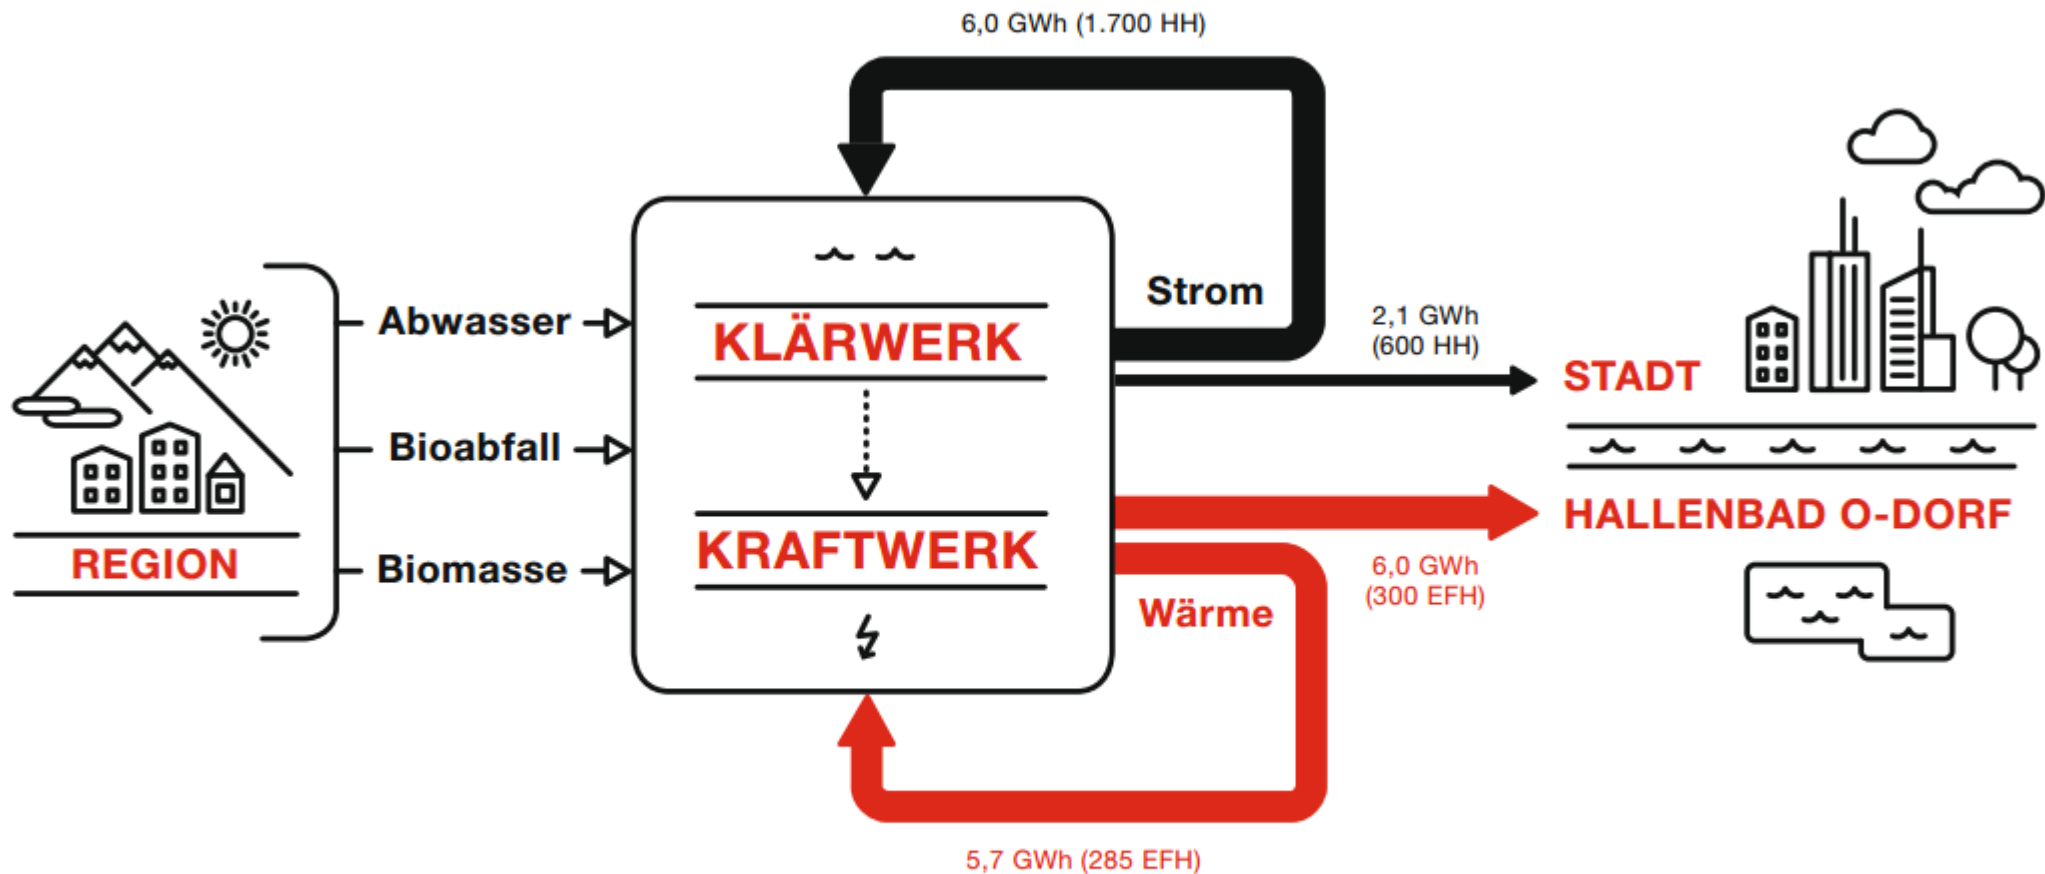 6,0 GWh (1.700 HH)
Strom
2,1 GWh
(600 HH)
Abwasser
KLÄRWERK
STADT
Bioabfall
HALLENBAD O-DORF
KRAFTWERK
REGION
Biomasse
6,0 GWh
(300 EFH)
Wärme
5,7 GWh (285 EFH)